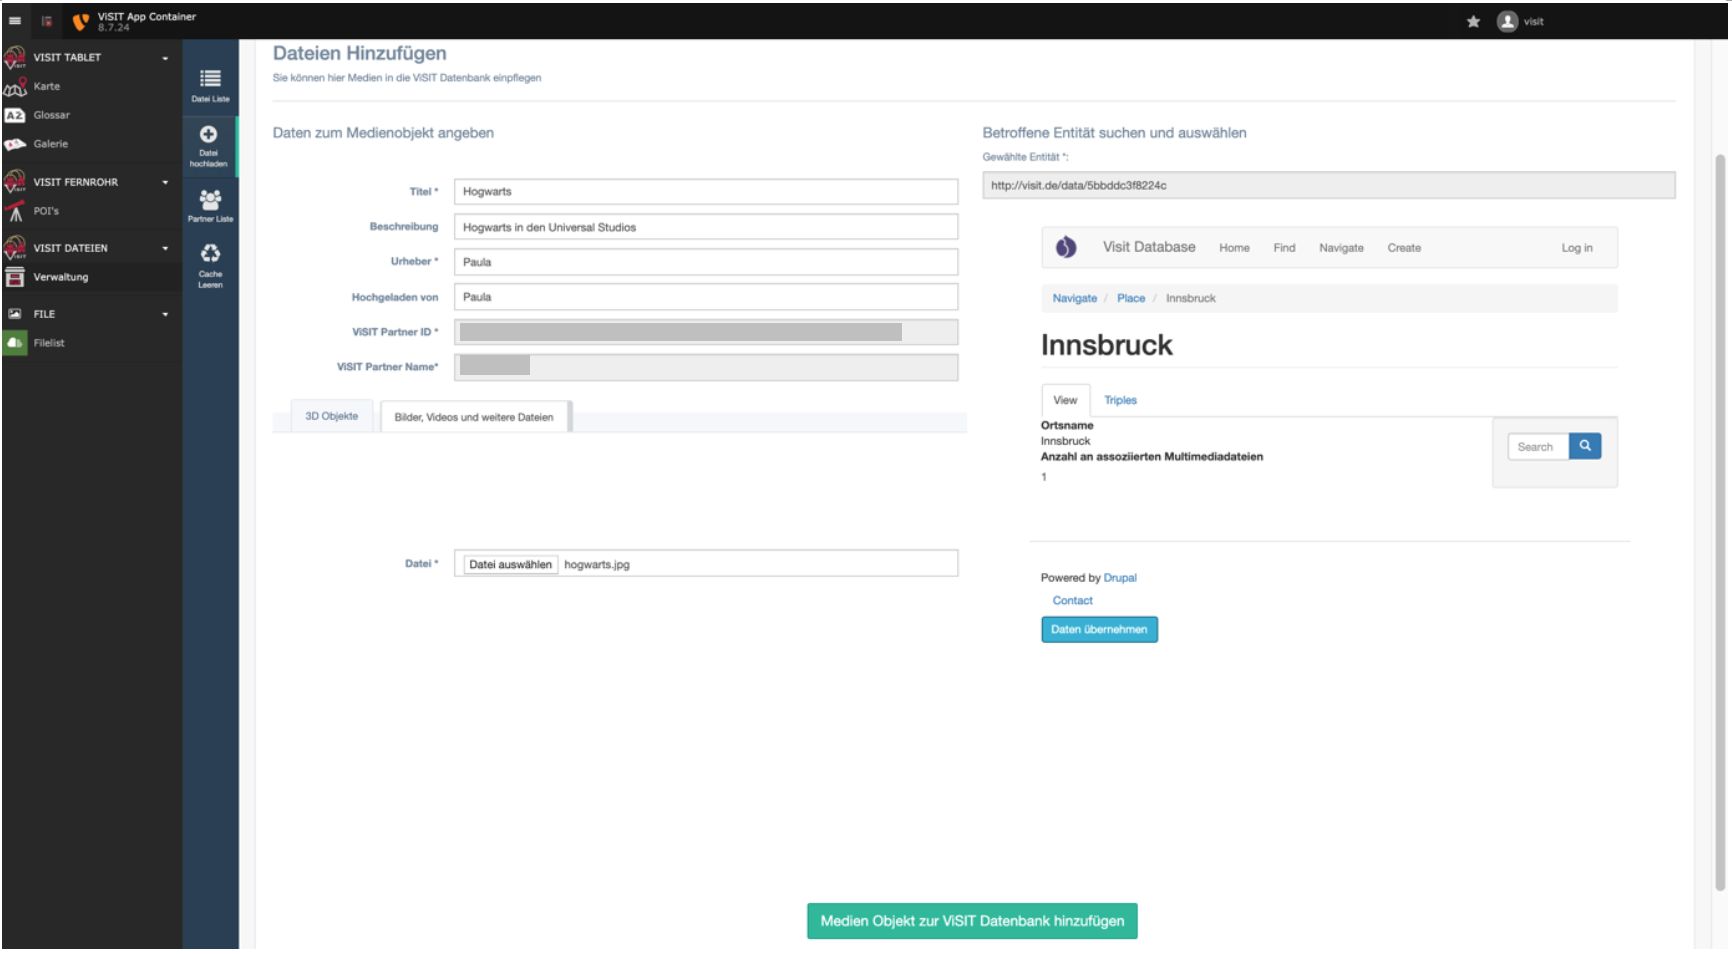 ViSIT App Container
8.7.24
visit
VISIT TABLET
Karte
Glossar
Galerie
VISIT FERNROHR
POI's
VISIT DATEIEN
Verwaltung
FILE
Filelist
Datei Liste
Datei
hochladen
Partner Liste
Cache
Leeren
Dateien Hinzufügen
Sie können hier Medien in die ViSIT Datenbank einpflegen
Daten zum Medienobjekt angeben
Titel * Hogwarts
Beschreibung Hogwarts in den Universal Studios
Urheber * Paula
Hochgeladen von Paula
ViSIT Partner ID *
ViSIT Partner Name*
3D Objekte Bilder, Videos und weitere Dateien
Datei * Datei auswählen hogwarts.jpg
Betroffene Entität suchen und auswählen
Gewählte Entität *:
http://visit.de/data/5bbddc3f8224c
Visit Database Home Find Navigate Create Log in
Navigate / Place / Innsbruck
Innsbruck
View Triples
Ortsname
Innsbruck
Anzahl an assoziierten Multimediadateien
1
Search
Powered by Drupal
Contact
Daten übernehmen
Medien Objekt zur ViSIT Datenbank hinzufügen